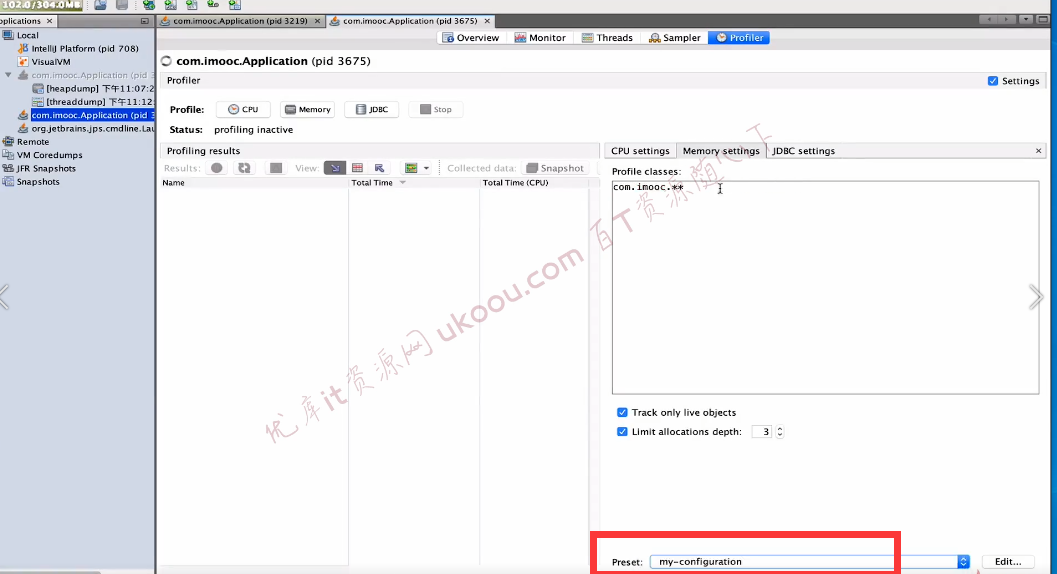 102.0/304.0MB
plications
com.imooc.Application (pid 3219)
com.imooc.Application (pid 3675)
Local
IntelliJ Platform (pid 708)
VisualVM
com.imooc.Application (pid
[heapdump] 下午11:07:2
[threaddump] 下午11:12:
com.imooc.Application (pid 3
org.jetbrains.jps.cmdline.Lau
Remote
VM Coredumps
JFR Snapshots
Snapshots
Overview
Monitor
Threads
Sampler
Profiler
com.imooc.Application (pid 3675)
Profiler
Settings
Profile:
CPU
Memory
JDBC
Stop
Status: profiling inactive
Profiling results
Results:
View:
Collected data:
Snapshot
Name
Total Time
Total Time (CPU)
CPU settings
Memory settings
JDBC settings
Profile classes:
com.imooc.**
Track only live objects
Limit allocations depth: 3
Preset: my-configuration
Edit...
优库it资源网 ukoou.com 百T资源随心下